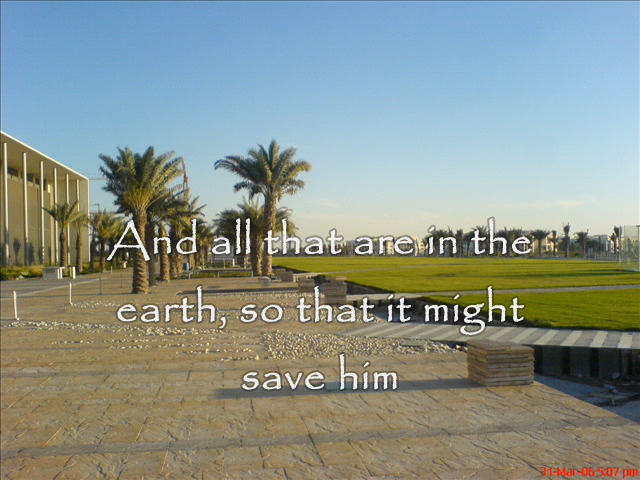 And all that are in the
earth, so that it might
save him
11-Mar-06 5:07 pm